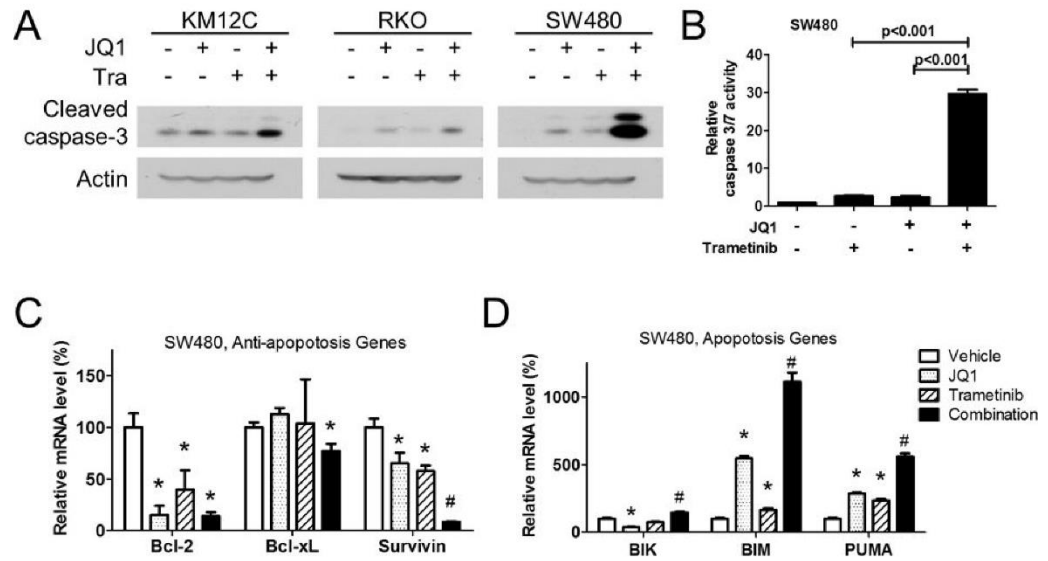 A
KM12C RKO SW480
JQ1 - + - + - + - + - + - +
Tra - - + + - - + + - - + +
Cleaved
caspase-3
Actin
B
SW480
p<0.001
p<0.001
Relative
caspase 3/7 activity
40
30
20
10
0
JQ1 - - + +
Trametinib - + - +
C
SW480, Anti-apopotosis Genes
Relative mRNA level (%)
150
100
50
0
* * * * * * #
Bcl-2 Bcl-xL Survivin
D
SW480, Apopotosis Genes
Relative mRNA level (%)
1000
500
0
* # * * # * * #
BIK BIM PUMA
Vehicle
JQ1
Trametinib
Combination